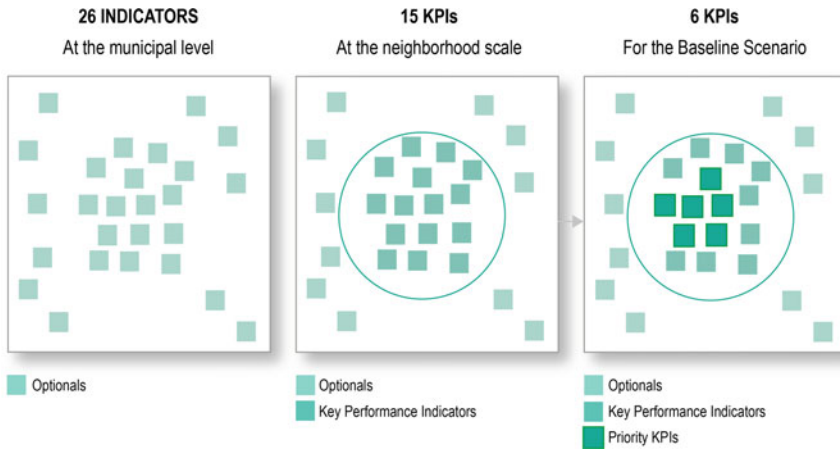 26 INDICATORS
At the municipal level
15 KPIs
At the neighborhood scale
6 KPIs
For the Baseline Scenario
Optionals
Optionals
Key Performance Indicators
Optionals
Key Performance Indicators
Priority KPIs